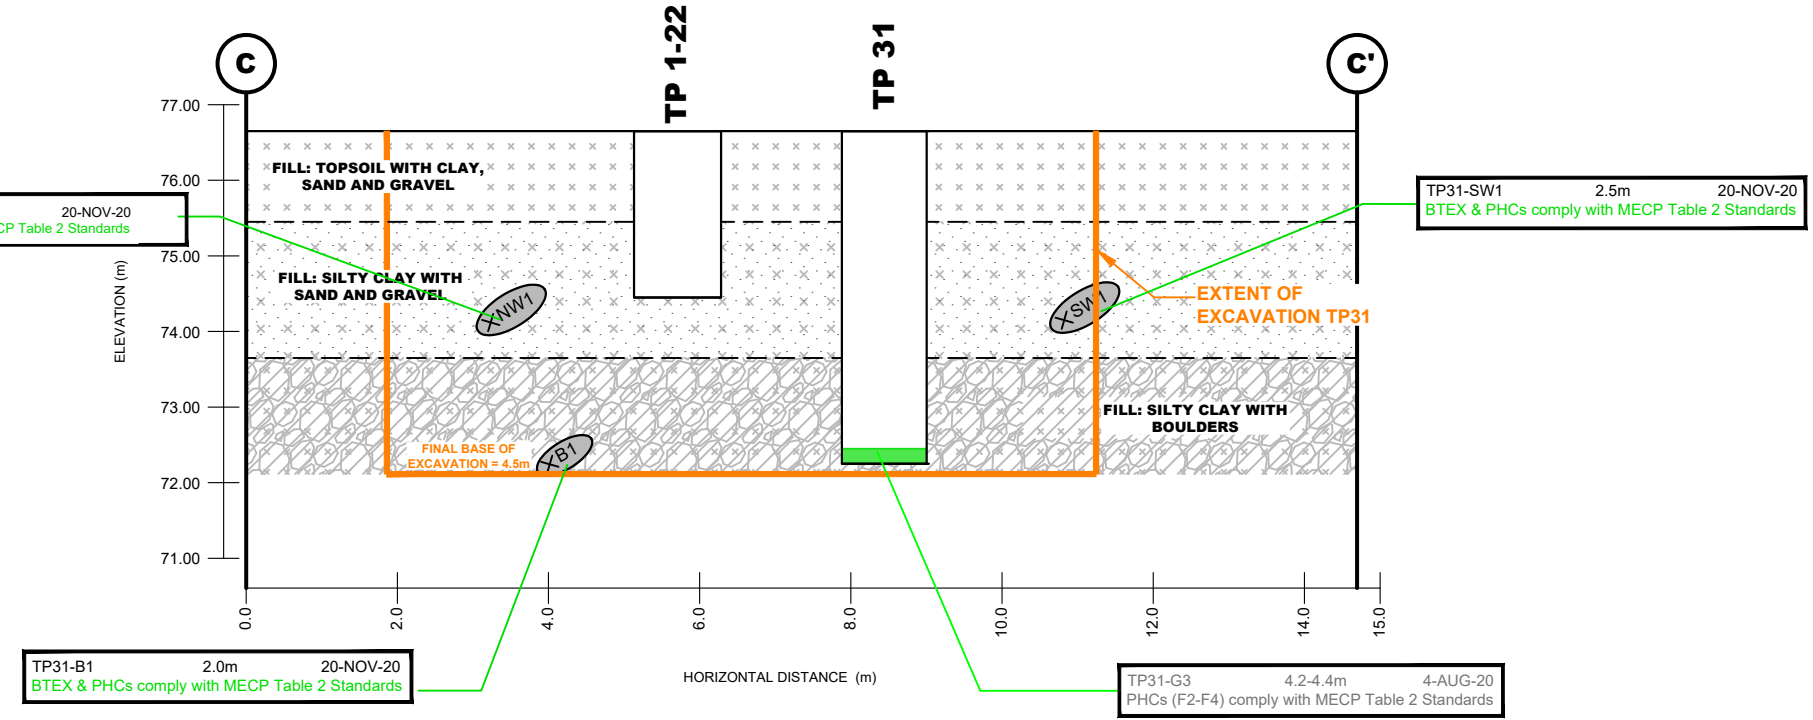 C
TP 1-22
TP 31
C'
77.00
76.00
75.00
74.00
73.00
72.00
71.00
ELEVATION (m)
FILL: TOPSOIL WITH CLAY,
SAND AND GRAVEL
20-NOV-20
CP Table 2 Standards
TP31-SW1 2.5m 20-NOV-20
BTEX & PHCs comply with MECP Table 2 Standards
FILL: SILTY CLAY WITH
SAND AND GRAVEL
XNW1
XSW1
EXTENT OF
EXCAVATION TP31
FILL: SILTY CLAY WITH
BOULDERS
FINAL BASE OF
EXCAVATION = 4.5m
XB1
0.0
2.0
4.0
6.0
8.0
10.0
12.0
14.0
15.0
HORIZONTAL DISTANCE (m)
TP31-B1 2.0m 20-NOV-20
BTEX & PHCs comply with MECP Table 2 Standards
TP31-G3 4.2-4.4m 4-AUG-20
PHCs (F2-F4) comply with MECP Table 2 Standards